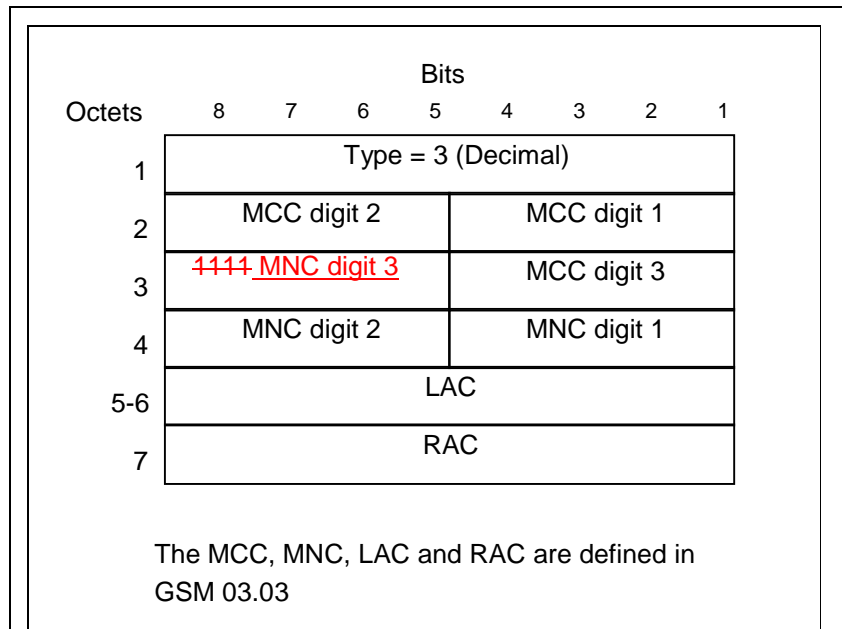 Bits
Octets 8 7 6 5 4 3 2 1
1 Type = 3 (Decimal)
2 MCC digit 2 MCC digit 1
3 1111 MNC digit 3 MCC digit 3
4 MNC digit 2 MNC digit 1
5-6 LAC
7 RAC
The MCC, MNC, LAC and RAC are defined in
GSM 03.03